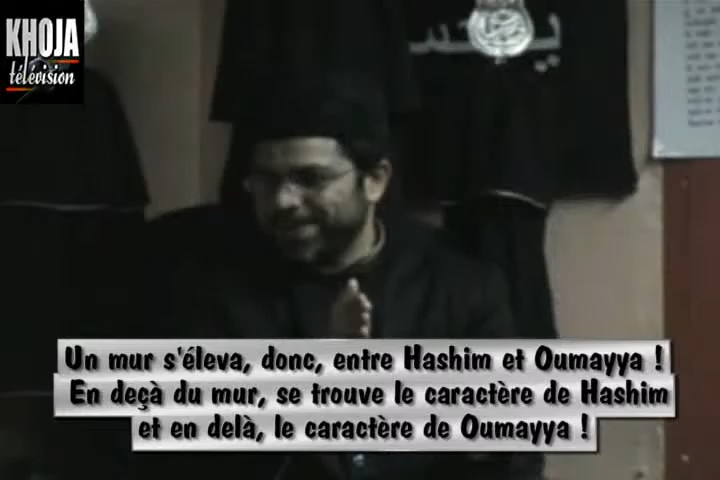 KHOJA
télévision
Un mur s'éleva, donc, entre Hashim et Oumayya !
En deçà du mur, se trouve le caractère de Hashim
et en delà, le caractère de Oumayya !